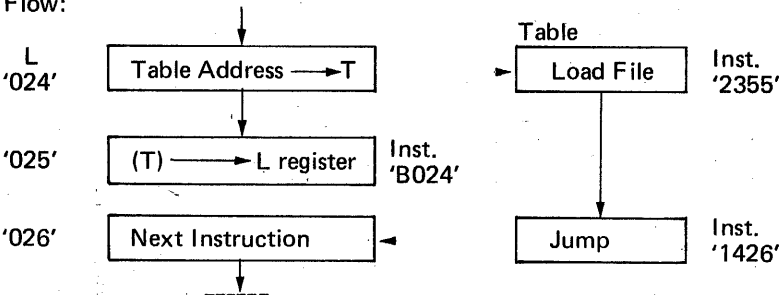 Flow:
L
'024'
Table Address → T
'025'
(T) → L register
Inst.
'B024'
'026'
Next Instruction
Table
Load File
Inst.
'2355'
Jump
Inst.
'1426'